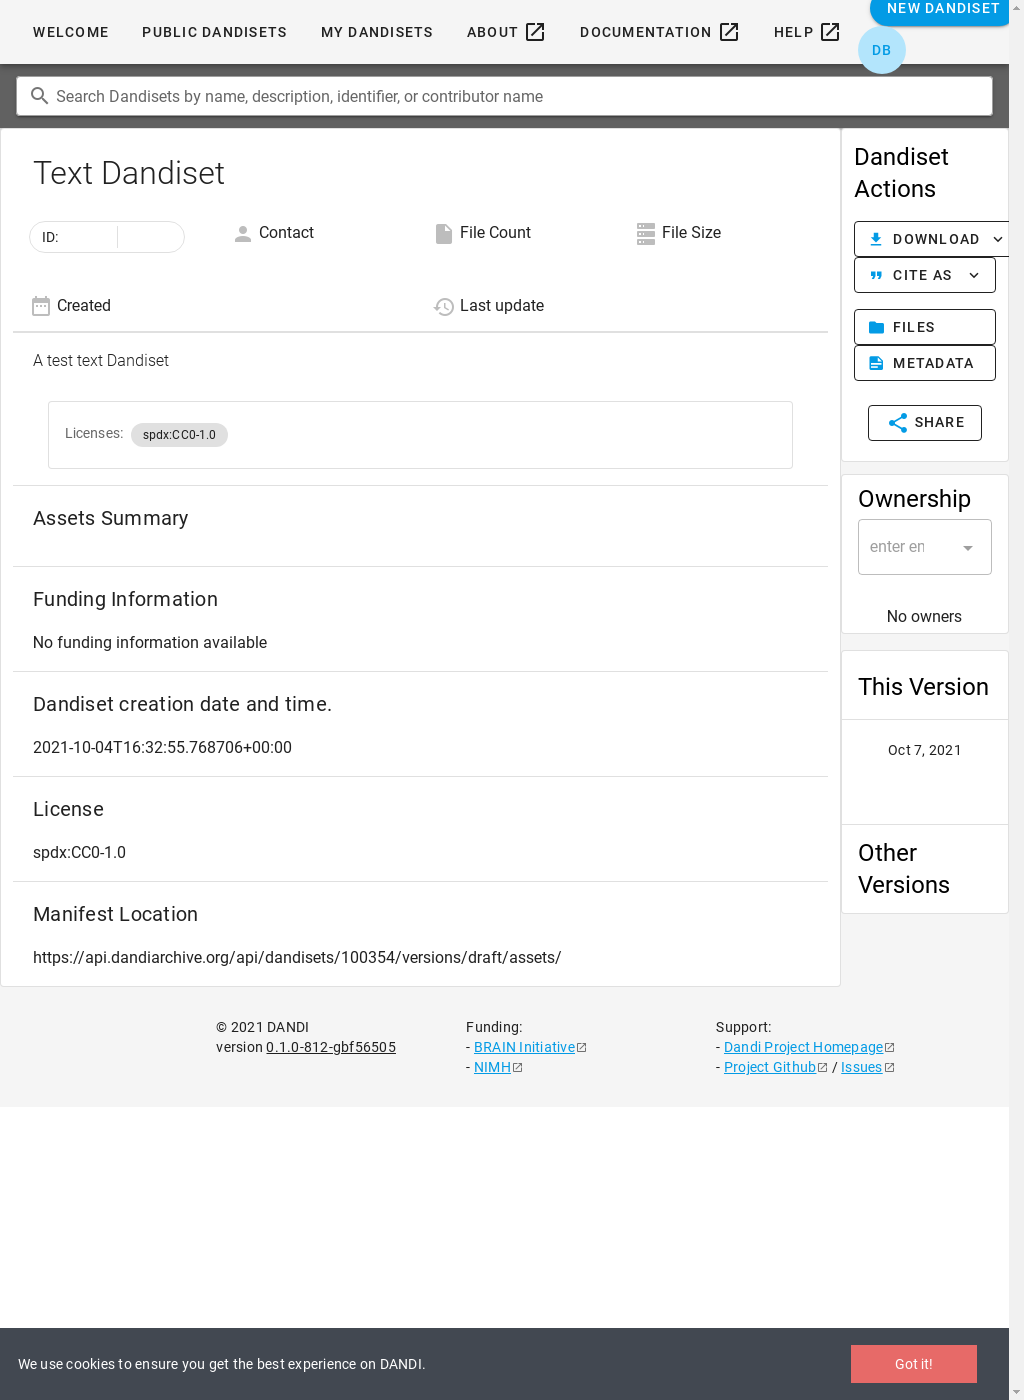 WELCOME
PUBLIC DANDISETS
MY DANDISETS
ABOUT
DOCUMENTATION
HELP
NEW DANDISET
DB
Search Dandisets by name, description, identifier, or contributor name
Text Dandiset
ID:
Contact
File Count
File Size
Created
Last update
A test text Dandiset
Licenses: spdx:CC0-1.0
Assets Summary
Funding Information
No funding information available
Dandiset creation date and time.
2021-10-04T16:32:55.768706+00:00
License
spdx:CC0-1.0
Manifest Location
https://api.dandiarchive.org/api/dandisets/100354/versions/draft/assets/
Dandiset
Actions
DOWNLOAD
CITE AS
FILES
METADATA
SHARE
Ownership
enter en
No owners
This Version
Oct 7, 2021
Other
Versions
© 2021 DANDI
version 0.1.0-812-gbf56505
Funding:
- BRAIN Initiative
- NIMH
Support:
- Dandi Project Homepage
- Project Github / Issues
We use cookies to ensure you get the best experience on DANDI.
Got it!